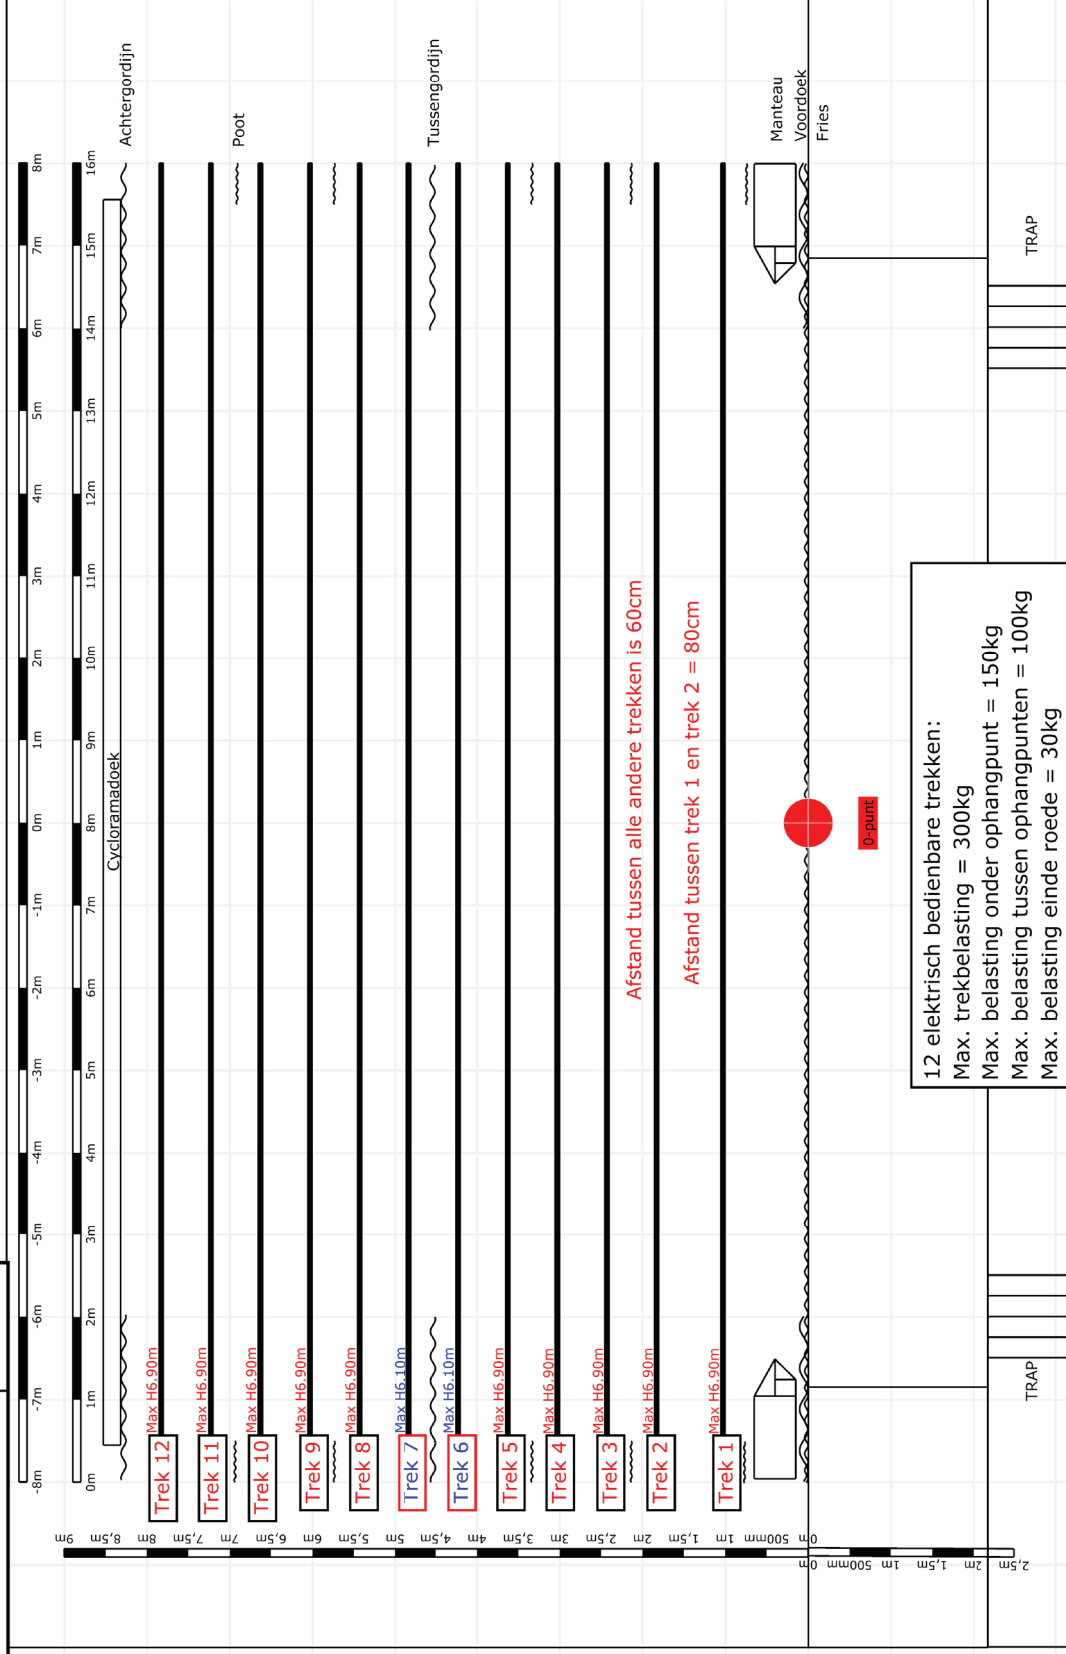 Achtergordijn
Poot
Tussengordijn
Manteau
Voordoek
Fries
-8m -7m -6m -5m -4m -3m -2m -1m 0m 1m 2m 3m 4m 5m 6m 7m 8m
0m 1m 2m 3m 4m 5m 6m 7m 8m 9m 10m 11m 12m 13m 14m 15m 16m
Cycloramadoek
Trek 12 Max H6.90m
Trek 11 Max H6.90m
Trek 10 Max H6.90m
Trek 9 Max H6.90m
Trek 8 Max H6.90m
Trek 7 Max H6.10m
Trek 6 Max H6.10m
Trek 5 Max H6.90m
Trek 4 Max H6.90m
Trek 3 Max H6.90m
Trek 2 Max H6.90m
Trek 1 Max H6.90m
Afstand tussen alle andere trekken is 60cm
Afstand tussen trek 1 en trek 2 = 80cm
0-punt
12 elektrisch bedienbare trekken:
Max. trekbelasting = 300kg
Max. belasting onder ophangpunt = 150kg
Max. belasting tussen ophangpunten = 100kg
Max. belasting einde roede = 30kg
TRAP
TRAP
9m 8,5m 8m 7,5m 7m 6,5m 6m 5,5m 5m 4,5m 4m 3,5m 3m 2,5m 2m 1,5m 1m 500mm 0m
0m 500mm 1m 1,5m 2m 2,5m